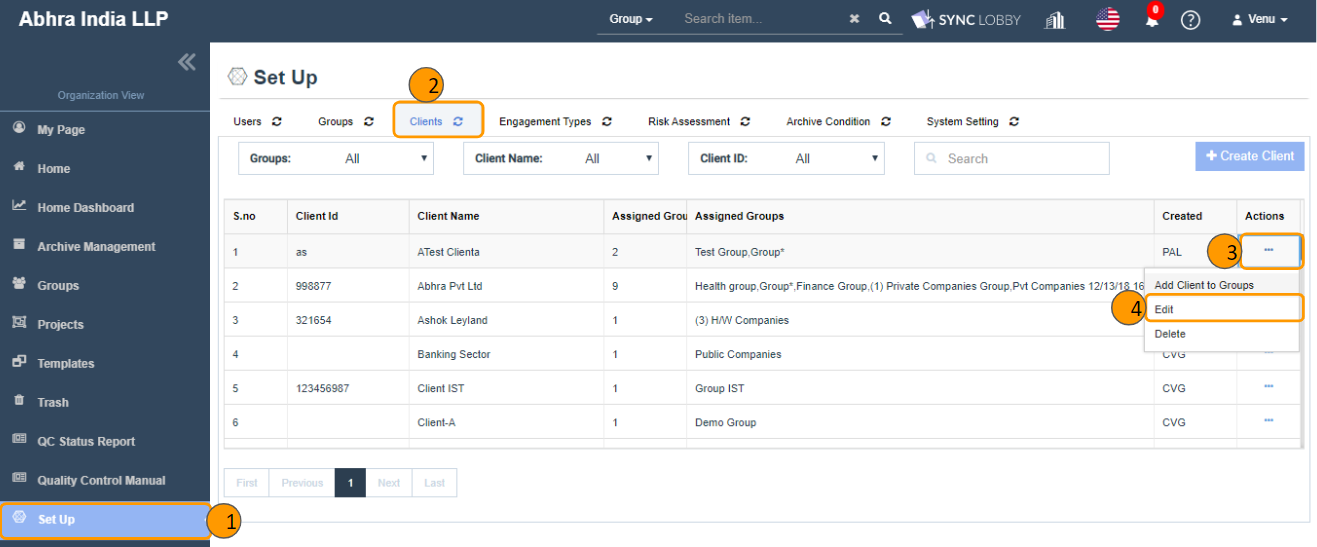 Abhra India LLP
Group
Search item...
SYNC LOBBY
0
Venu
Organization View
My Page
Home
Home Dashboard
Archive Management
Groups
Projects
Templates
Trash
QC Status Report
Quality Control Manual
Set Up
1
Set Up
2
Users Groups Clients Engagement Types Risk Assessment Archive Condition System Setting
Groups: All Client Name: All Client ID: All Search + Create Client
S.no Client Id Client Name Assigned Grou Assigned Groups Created Actions
1 as ATest Clienta 2 Test Group,Group* PAL 3 ...
2 998877 Abhra Pvt Ltd 9 Health group,Group*,Finance Group,(1) Private Companies Group,Pvt Companies 12/13/18 16
Add Client to Groups
4 Edit
Delete
3 321654 Ashok Leyland 1 (3) H/W Companies
4 Banking Sector 1 Public Companies CVG ...
5 123456987 Client IST 1 Group IST CVG ...
6 Client-A 1 Demo Group CVG ...
First Previous 1 Next Last